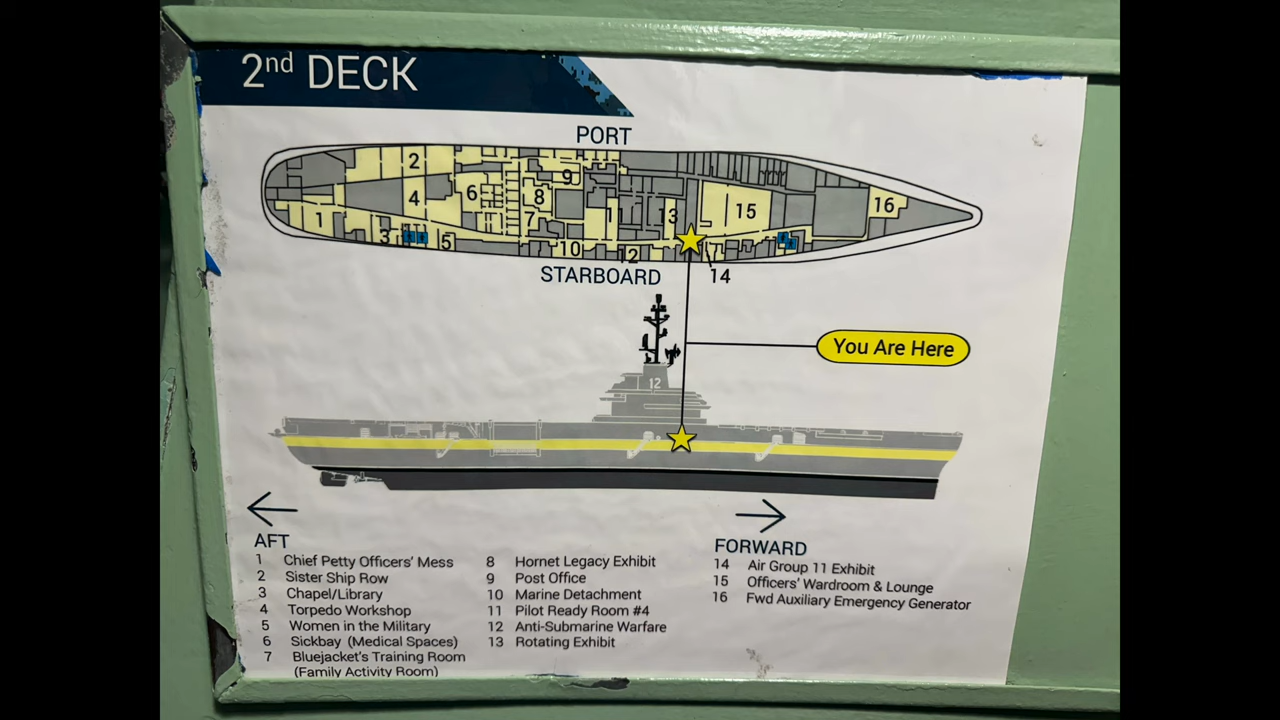 2nd DECK
PORT
2
9
6
8
4
15
16
1
7
1
13
3
5
10
12
14
STARBOARD
12
You Are Here
AFT
1 Chief Petty Officers' Mess
2 Sister Ship Row
3 Chapel/Library
4 Torpedo Workshop
5 Women in the Military
6 Sickbay (Medical Spaces)
7 Bluejacket's Training Room
(Family Activity Room)
8 Hornet Legacy Exhibit
9 Post Office
10 Marine Detachment
11 Pilot Ready Room #4
12 Anti-Submarine Warfare
13 Rotating Exhibit
FORWARD
14 Air Group 11 Exhibit
15 Officers' Wardroom & Lounge
16 Fwd Auxiliary Emergency Generator